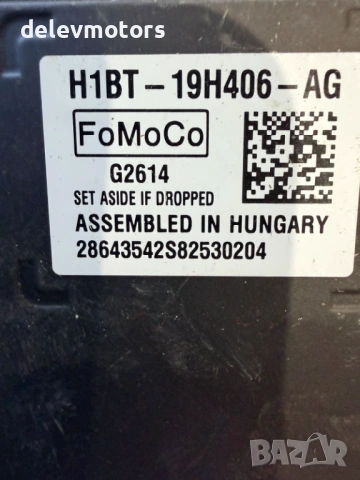 delevmotors
H1BT-19H406-AG
FoMoCo
G2614
SET ASIDE IF DROPPED
ASSEMBLED IN HUNGARY
28643542S82530204
BAZAR